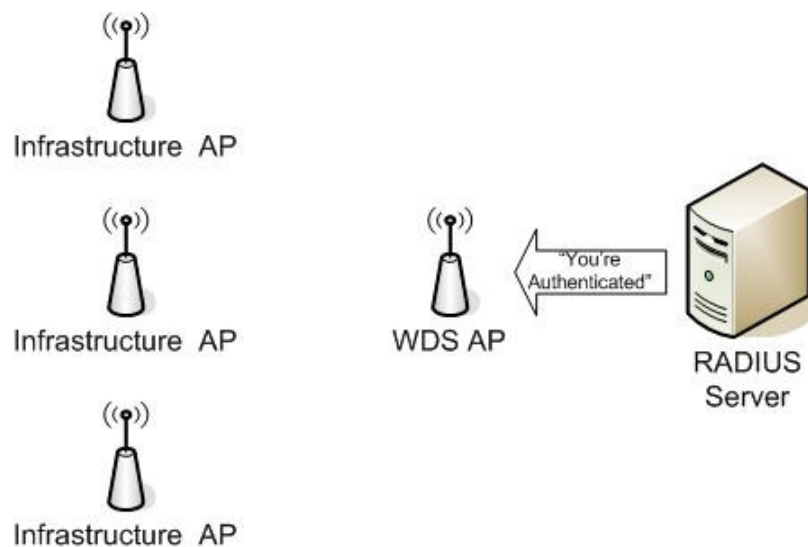 Infrastructure AP
Infrastructure AP
WDS AP
"You're
Authenticated"
RADIUS
Server
Infrastructure AP